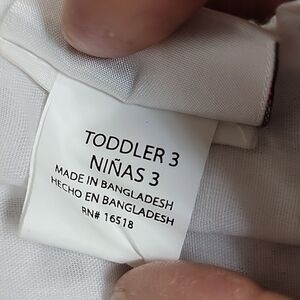 TODDLER 3
NIÑAS 3
MADE IN BANGLADESH
HECHO EN BANGLADESH
RN# 16518